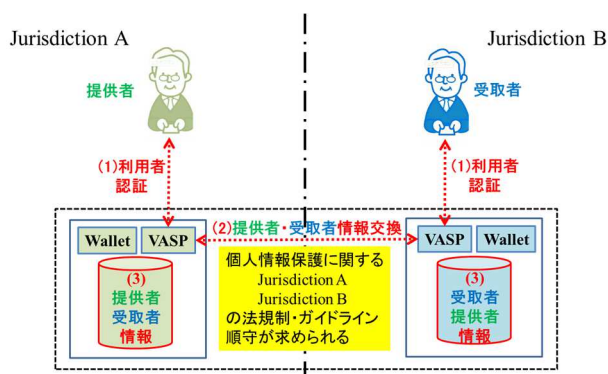 Jurisdiction A
Jurisdiction B
提供者
受取者
(1)利用者
認証
(1)利用者
認証
(2)提供者・受取者情報交換
Wallet
VASP
VASP
Wallet
(3)
提供者
受取者
情報
個人情報保護に関する
Jurisdiction A
Jurisdiction B
の法規制・ガイドライン
順守が求められる
(3)
受取者
提供者
情報